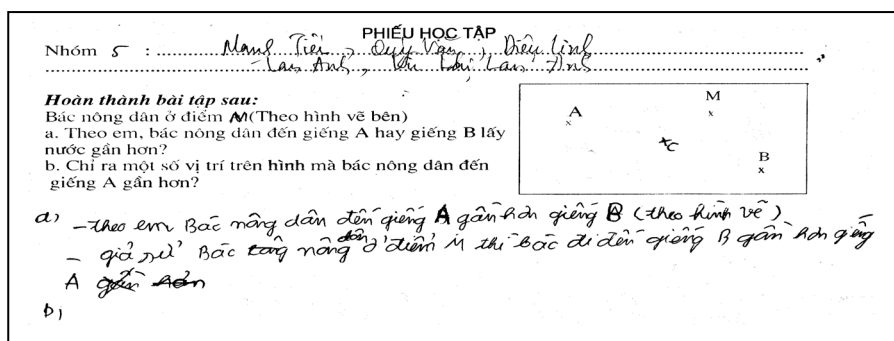 PHIẾU HỌC TẬP
Nhóm 5 : Quý Vân, Diệu Linh
Lan Anh, Lan Anh
Hoàn thành bài tập sau:
Bác nông dân ở điểm M(Theo hình vẽ bên)
a. Theo em, bác nông dân đến giếng A hay giếng B lấy
nước gần hơn?
b. Chỉ ra một số vị trí trên hình mà bác nông dân đến
giếng A gần hơn?
A
M
C
B
a) - theo em Bác nông dân đến giếng A gần hơn giếng B (theo hình vẽ)
- giả sử Bác nông dân ở điểm M thì bác đi đến giếng B gần hơn giếng
A gần hơn
b)